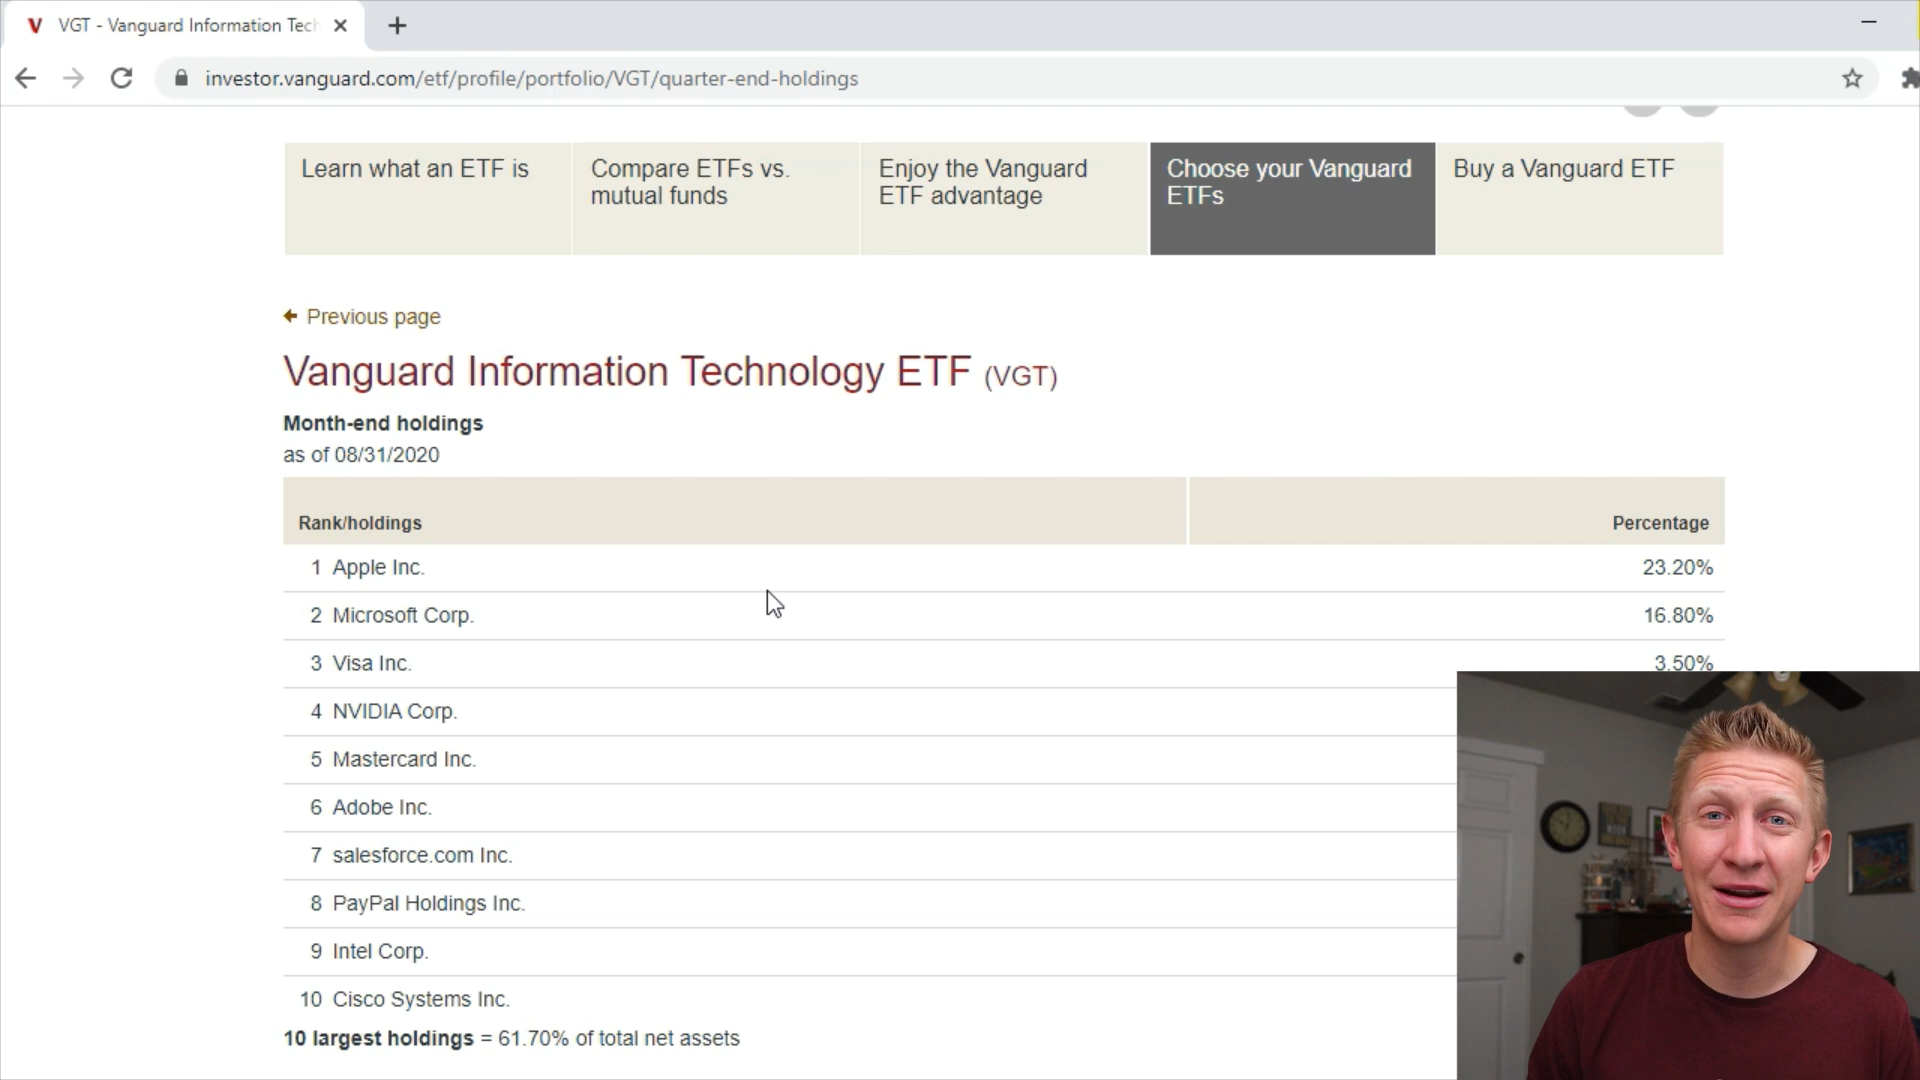 VGT - Vanguard Information Tech
investor.vanguard.com/etf/profile/portfolio/VGT/quarter-end-holdings
Learn what an ETF is
Compare ETFs vs.
mutual funds
Enjoy the Vanguard
ETF advantage
Choose your Vanguard
ETFs
Buy a Vanguard ETF
Previous page
Vanguard Information Technology ETF (VGT)
Month-end holdings
as of 08/31/2020
Rank/holdings Percentage
1 Apple Inc. 23.20%
2 Microsoft Corp. 16.80%
3 Visa Inc. 3.50%
4 NVIDIA Corp.
5 Mastercard Inc.
6 Adobe Inc.
7 salesforce.com Inc.
8 PayPal Holdings Inc.
9 Intel Corp.
10 Cisco Systems Inc.
10 largest holdings = 61.70% of total net assets